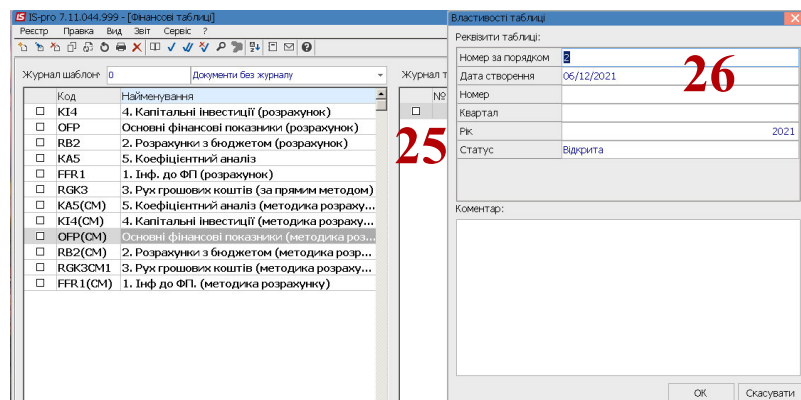 IS-pro 7.11.044.999 - [Фінансові таблиці]
Реєстр Правка Вид Звіт Сервіс ?
Журнал шаблон 0 Документи без журналу
Журнал т
Код Найменування
№
KI4 4. Капітальні інвестиції (розрахунок)
OFP Основні фінансові показники (розрахунок)
RB2 2. Розрахунки з бюджетом (розрахунок)
KA5 5. Коефіцієнтний аналіз
FFR1 1. Інф. до ФП (розрахунок)
RGK3 3. Рух грошових коштів (за прямим методом)
KA5(CM) 5. Коефіцієнтний аналіз (методика розраху...
KI4(CM) 4. Капітальні інвестиції (методика розраху...
OFP(CM) Основні фінансові показники (методика роз...
RB2(CM) 2. Розрахунки з бюджетом (методика розр...
RGK3CM1 3. Рух грошових коштів (методика розраху...
FFR1(CM) 1. Інф до ФП. (методика розрахунку)
25
Властивості таблиці
Реквізити таблиці:
Номер за порядком 2
Дата створення 06/12/2021
Номер
Квартал
Рік 2021
Статус Відкрита
26
Коментар:
ОК Скасувати